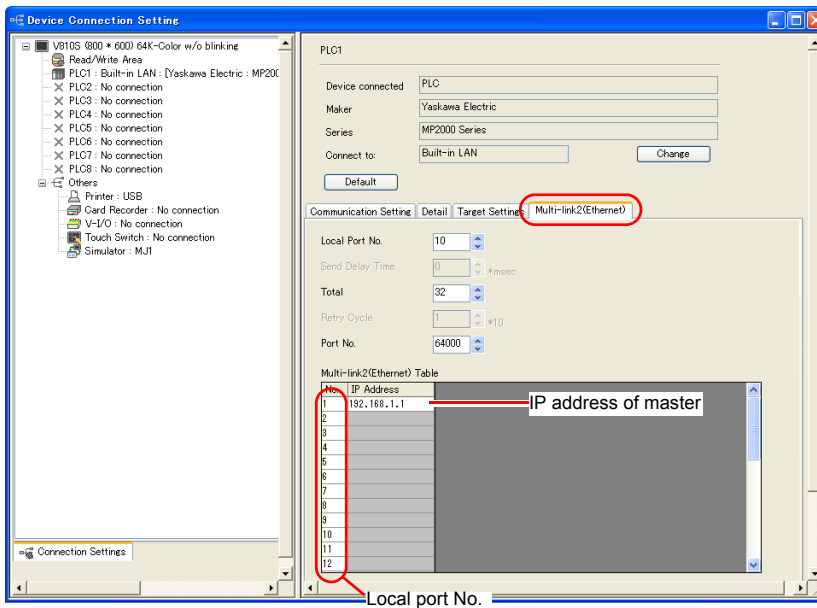 Device Connection Setting
V810S (800 * 600) 64K-Color w/o blinking
Read/Write Area
PLC1 : Built-in LAN : [Yaskawa Electric : MP200
PLC2 : No connection
PLC3 : No connection
PLC4 : No connection
PLC5 : No connection
PLC6 : No connection
PLC7 : No connection
PLC8 : No connection
Others
Printer : USB
Card Recorder : No connection
V-I/O : No connection
Touch Switch : No connection
Simulator : MJ1
Connection Settings
PLC1
Device connected PLC
Maker Yaskawa Electric
Series MP2000 Series
Connect to: Built-in LAN Change
Default
Communication Setting Detail Target Settings Multi-link2(Ethernet)
Local Port No. 10
Send Delay Time 0 *msec
Total 32
Retry Cycle 1 *10
Port No. 64000
Multi-link2(Ethernet) Table
No. IP Address
1 192.168.1.1 IP address of master
2
3
4
5
6
7
8
9
10
11
12
Local port No.